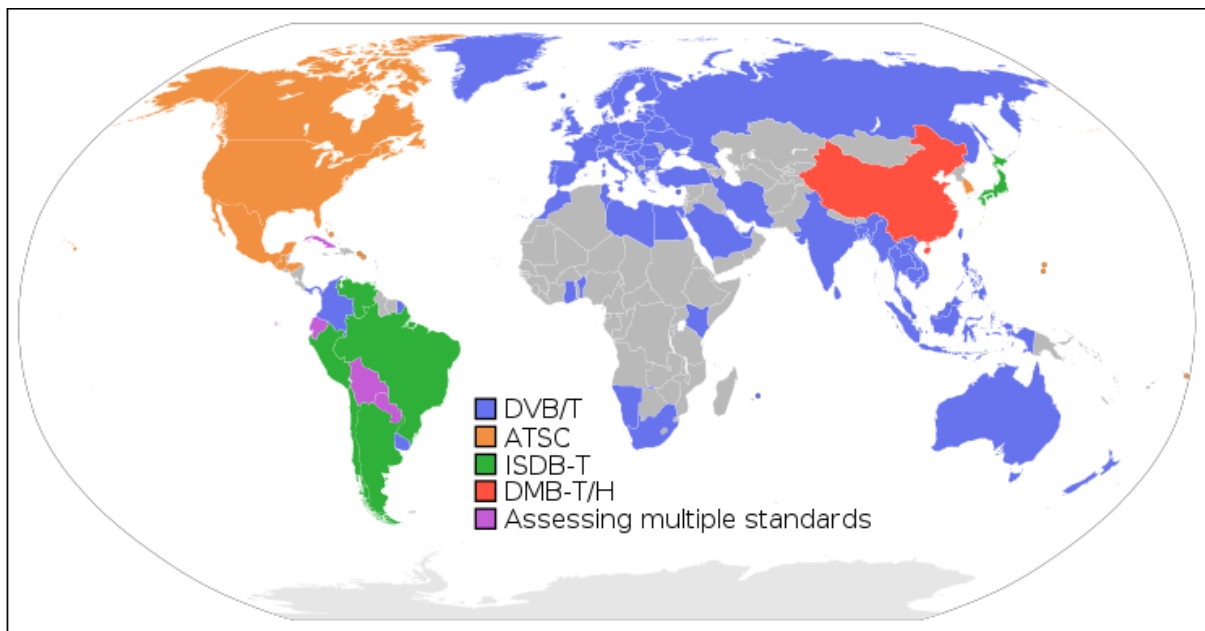 DVB/T
ATSC
ISDB-T
DMB-T/H
Assessing multiple standards